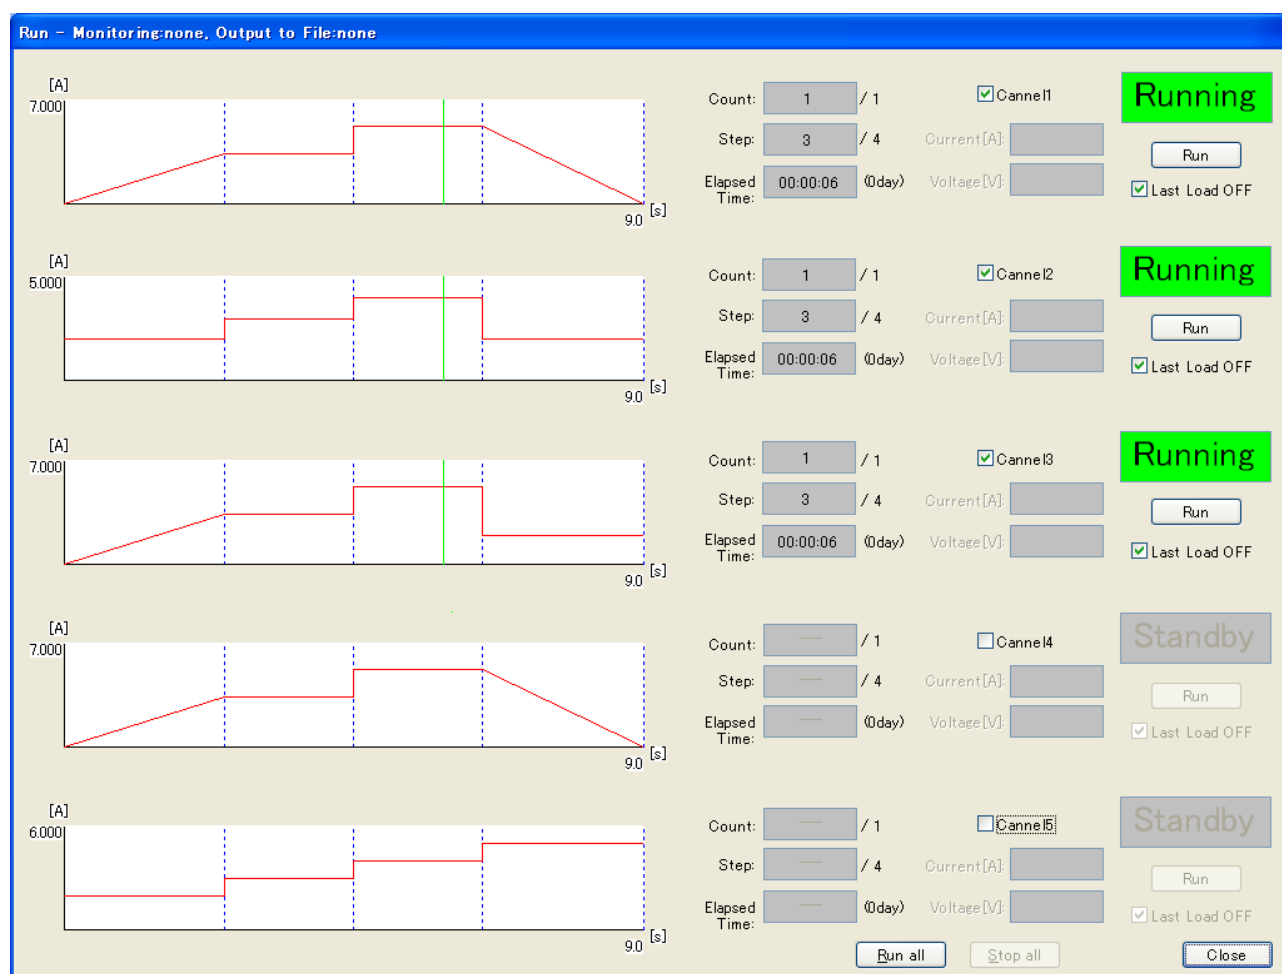 Run - Monitoring:none, Output to File:none
[A]
7.000
9.0 [s]
Count: 1 / 1
Step: 3 / 4
Elapsed Time: 00:00:06 (0day)
Cannel1
Current[A]:
Voltage[V]:
Running
Run
Last Load OFF
[A]
5.000
9.0 [s]
Count: 1 / 1
Step: 3 / 4
Elapsed Time: 00:00:06 (0day)
Cannel2
Current[A]:
Voltage[V]:
Running
Run
Last Load OFF
[A]
7.000
9.0 [s]
Count: 1 / 1
Step: 3 / 4
Elapsed Time: 00:00:06 (0day)
Cannel3
Current[A]:
Voltage[V]:
Running
Run
Last Load OFF
[A]
7.000
9.0 [s]
Count: — / 1
Step: — / 4
Elapsed Time: — (0day)
Cannel4
Current[A]:
Voltage[V]:
Standby
Run
Last Load OFF
[A]
6.000
9.0 [s]
Count: — / 1
Step: — / 4
Elapsed Time: — (0day)
Cannel5
Current[A]:
Voltage[V]:
Standby
Run
Last Load OFF
Run all
Stop all
Close